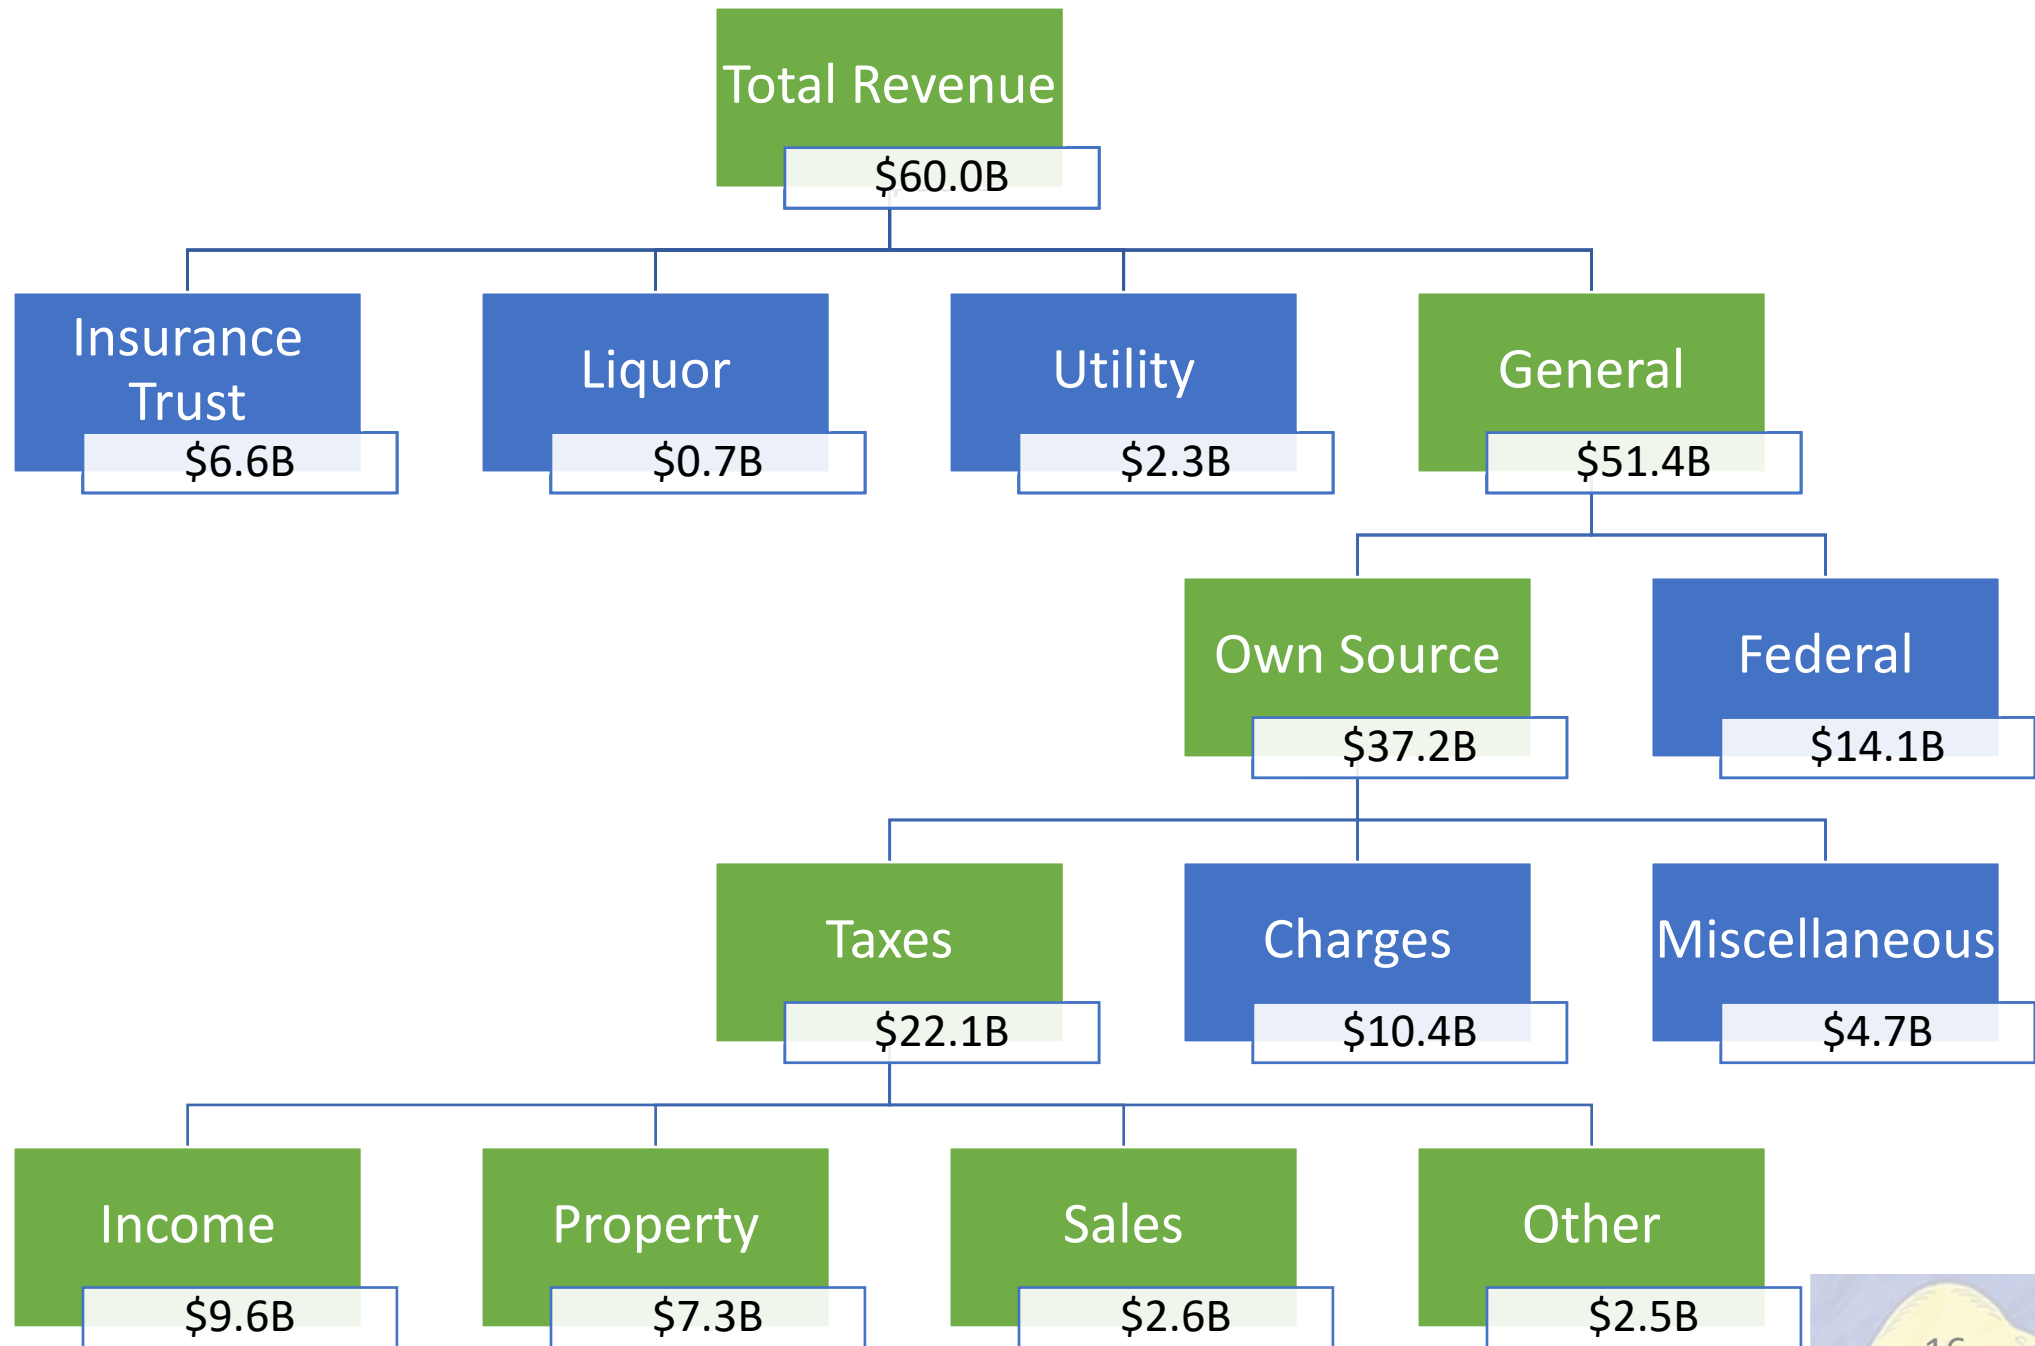 Total Revenue
$60.0B
Insurance
Trust
$6.6B
Liquor
$0.7B
Utility
$2.3B
General
$51.4B
Own Source
$37.2B
Federal
$14.1B
Taxes
$22.1B
Charges
$10.4B
Miscellaneous
$4.7B
Income
$9.6B
Property
$7.3B
Sales
$2.6B
Other
$2.5B
16